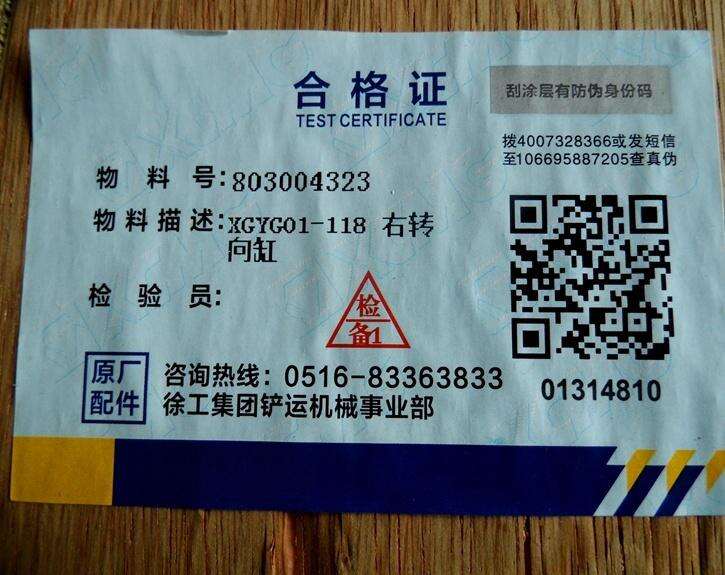 合格证
TEST CERTIFICATE
刮涂层有防伪身份码
拨4007328366或发短信
至106695887205查真伪
物料号:803004323
物料描述:XGYG01-118 右转
向缸
检验员:
检
备1
01314810
原厂
配件
咨询热线：0516-83363833
徐工集团铲运机械事业部